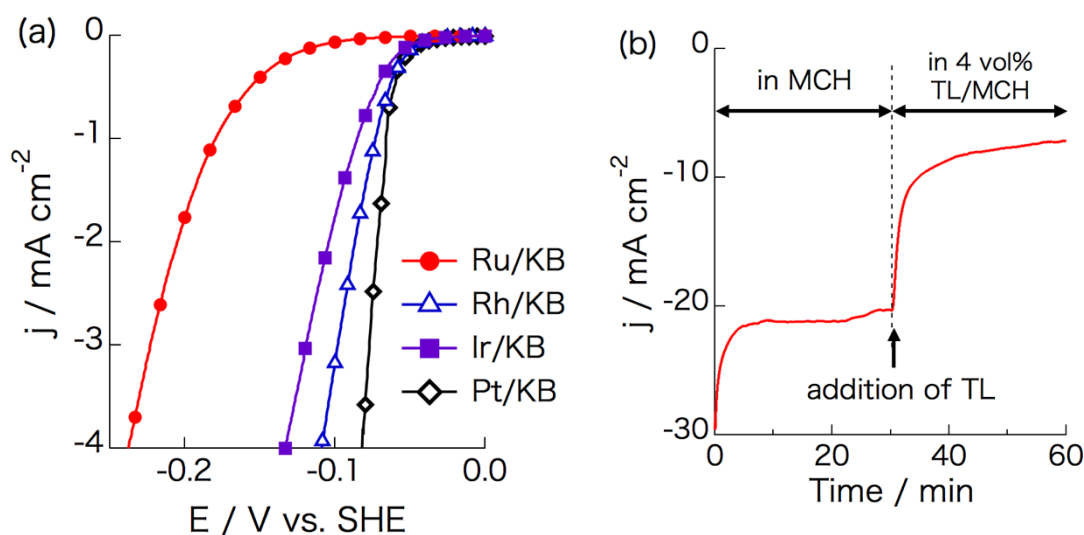 (a)
0
-1
-2
-3
-4
j / mA cm⁻²
-0.2
-0.1
0.0
E / V vs. SHE
Ru/KB
Rh/KB
Ir/KB
Pt/KB
(b)
0
-10
-20
-30
j / mA cm⁻²
in MCH
in 4 vol%
TL/MCH
addition of TL
0
20
40
60
Time / min